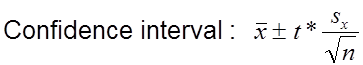 Confidence interval : x̄ ± t * sₓ/√n